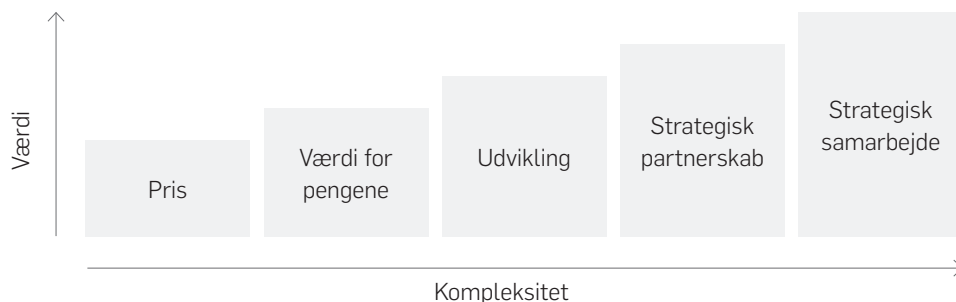 Værdi
Pris
Værdi for
pengene
Udvikling
Strategisk
partnerskab
Strategisk
samarbejde
Kompleksitet